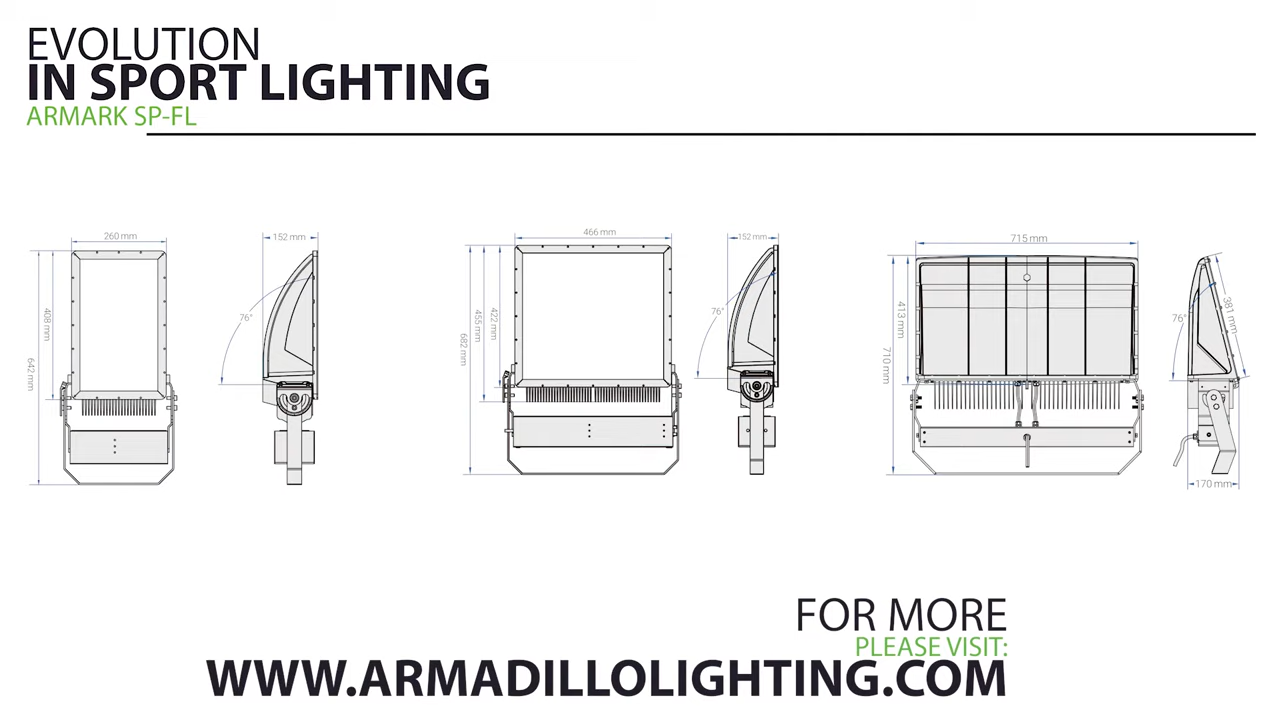 EVOLUTION
IN SPORT LIGHTING
ARMARK SP-FL
260 mm
408 mm
642 mm
152 mm
76°
466 mm
422 mm
455 mm
682 mm
152 mm
76°
715 mm
413 mm
710 mm
381 mm
76°
170 mm
FOR MORE
PLEASE VISIT:
WWW.ARMADILLOLIGHTING.COM